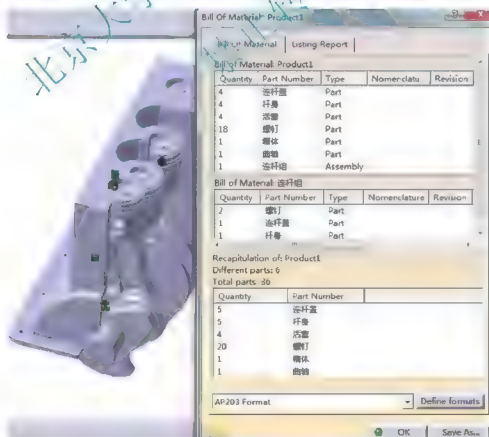 Bill Of Material: Product1
Bill Of Material Listing Report
Bill of Material: Product1
Quantity Part Number Type Nomenclatu Revision
4 连杆盖 Part
4 杆身 Part
4 活塞 Part
18 螺钉 Part
1 箱体 Part
1 曲轴 Part
1 连杆组 Assembly
Bill of Material: 连杆组
Quantity Part Number Type Nomenclature Revision
2 螺钉 Part
1 连杆盖 Part
1 杆身 Part
Recapitulation of: Product1
Different parts: 6
Total parts: 36
Quantity Part Number
5 连杆盖
5 杆身
4 活塞
20 螺钉
1 箱体
1 曲轴
AP203 Format Define formats
OK Save As...